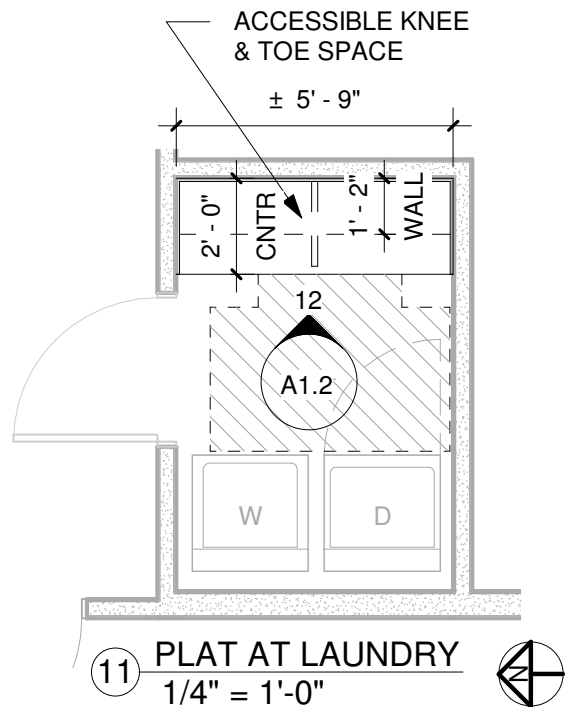 ACCESSIBLE KNEE
& TOE SPACE
± 5' - 9"
2' - 0"
CNTR
1' - 2"
WALL
12
A1.2
W
D
11
PLAT AT LAUNDRY
1/4" = 1'-0"
N